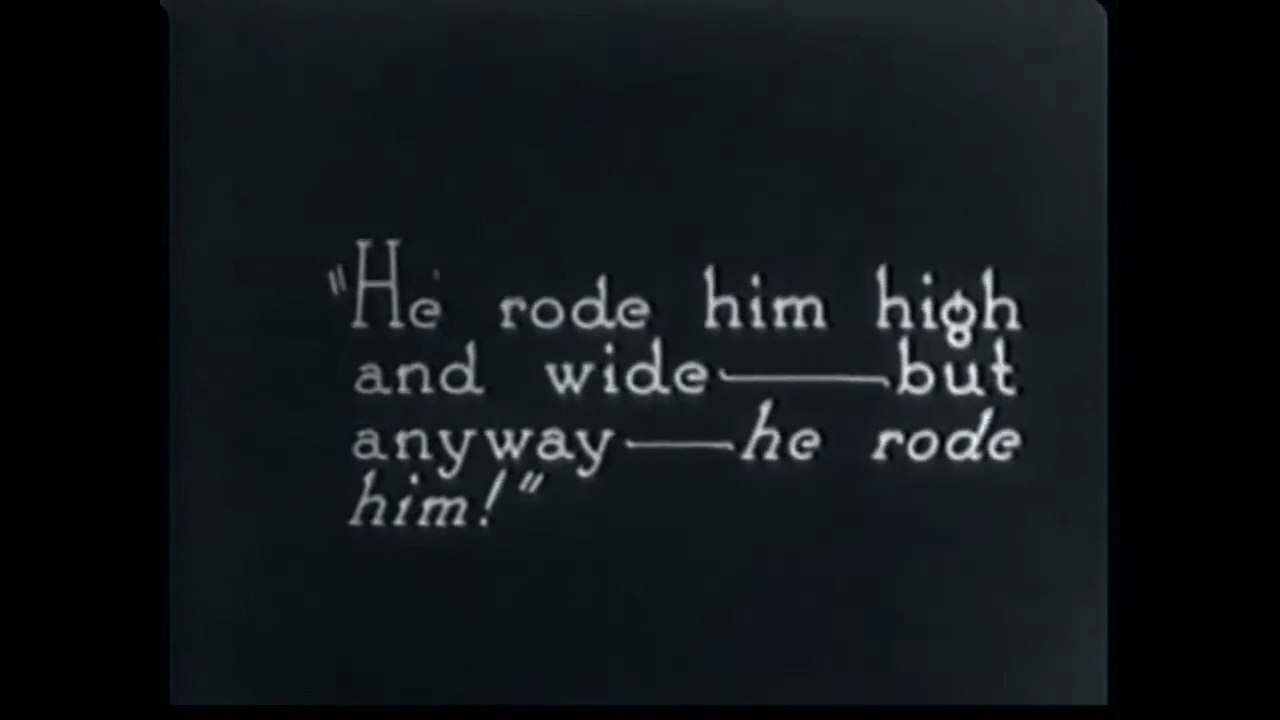 "He rode him high
and wide——but
anyway——he rode
him!"